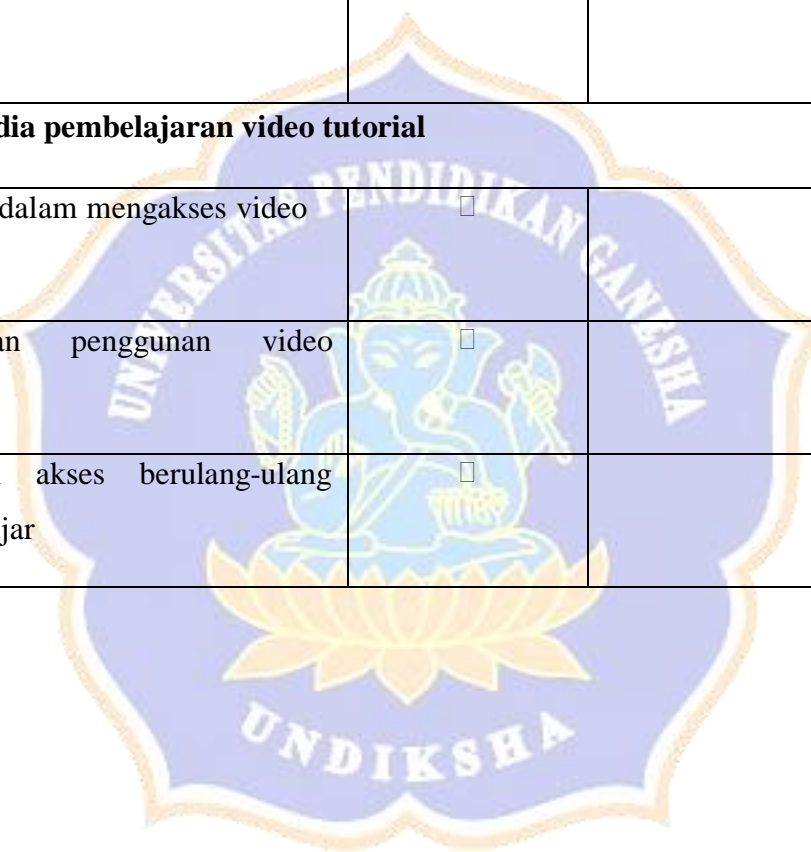 dia pembelajaran video tutorial
dalam mengakses video
an penggunan video
akses berulang-ulang
jar
UNIVERSITAS PENDIDIKAN GANESHA
UNDIKSHA